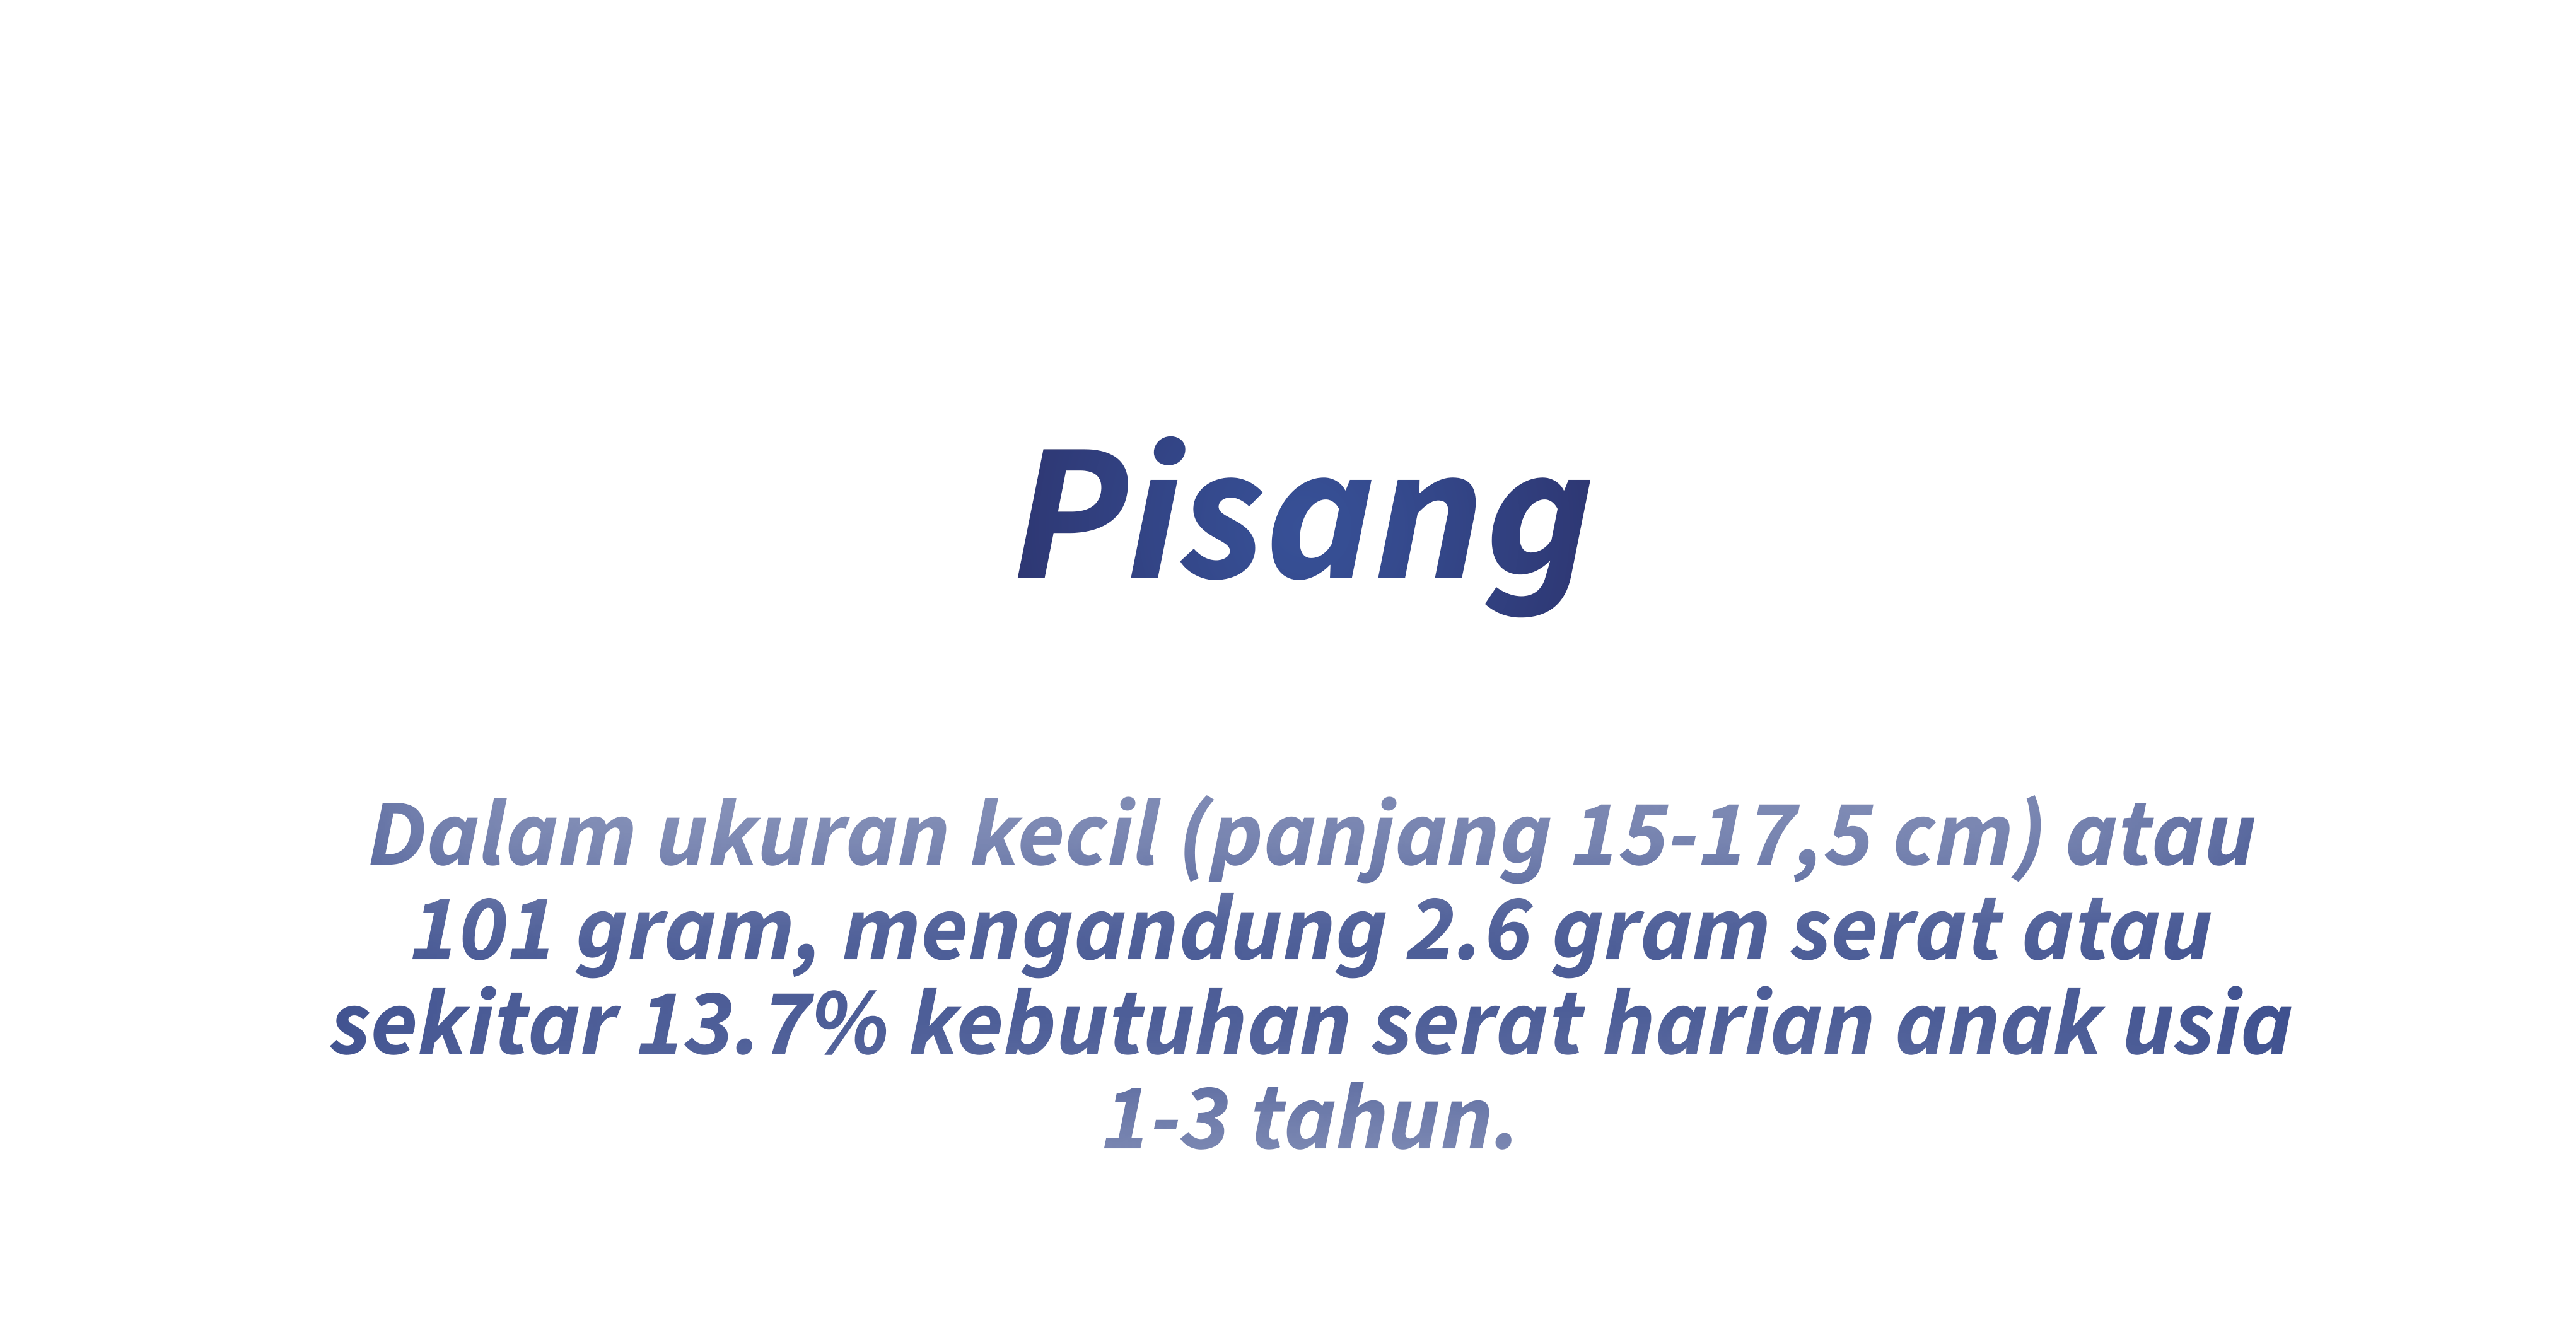 Pisang
Dalam ukuran kecil (panjang 15-17,5 cm) atau
101 gram, mengandung 2.6 gram serat atau
sekitar 13.7% kebutuhan serat harian anak usia
1-3 tahun.